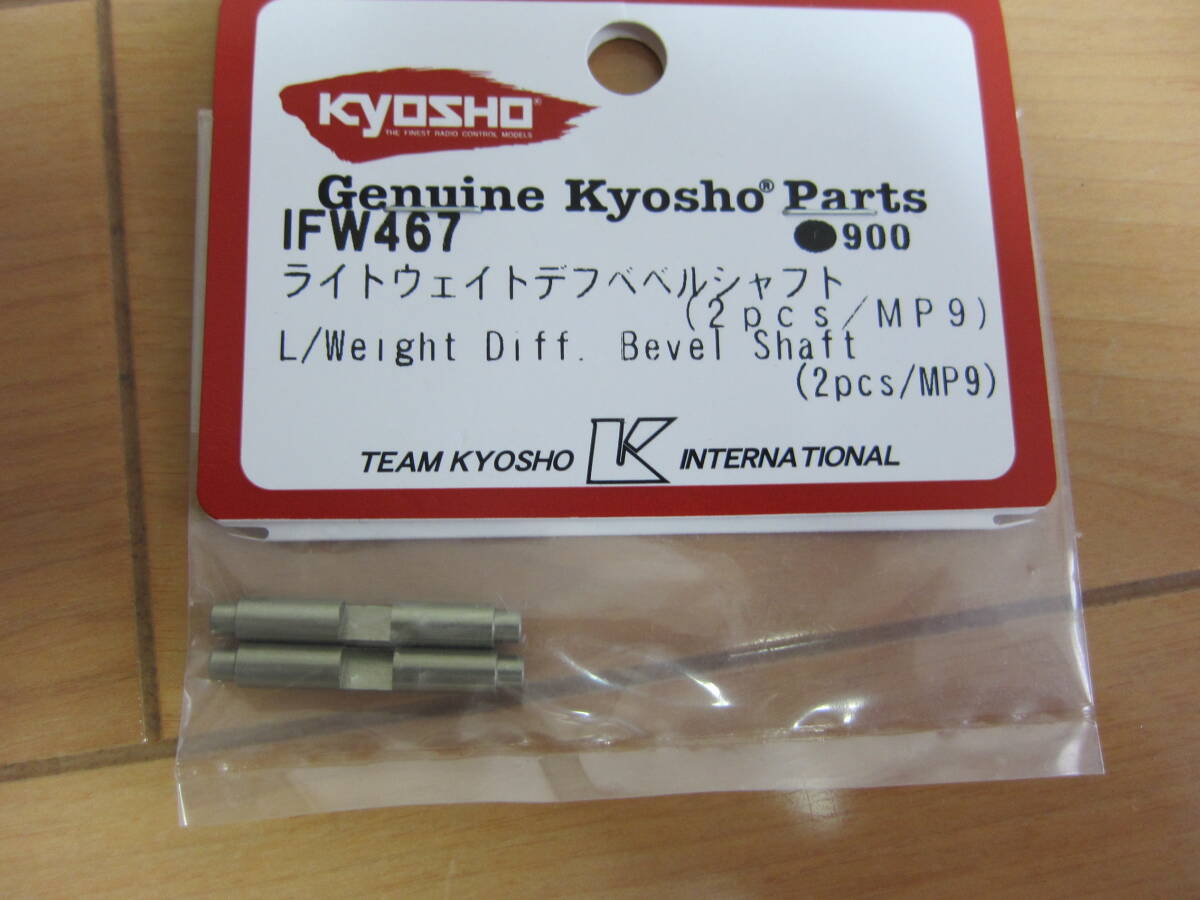 KYOSHO®
THE FINEST RADIO CONTROL MODELS
Genuine Kyosho® Parts
IFW467 ●900
ライトウェイトデフベベルシャフト
(2pcs/MP9)
L/Weight Diff. Bevel Shaft
(2pcs/MP9)
TEAM KYOSHO K INTERNATIONAL